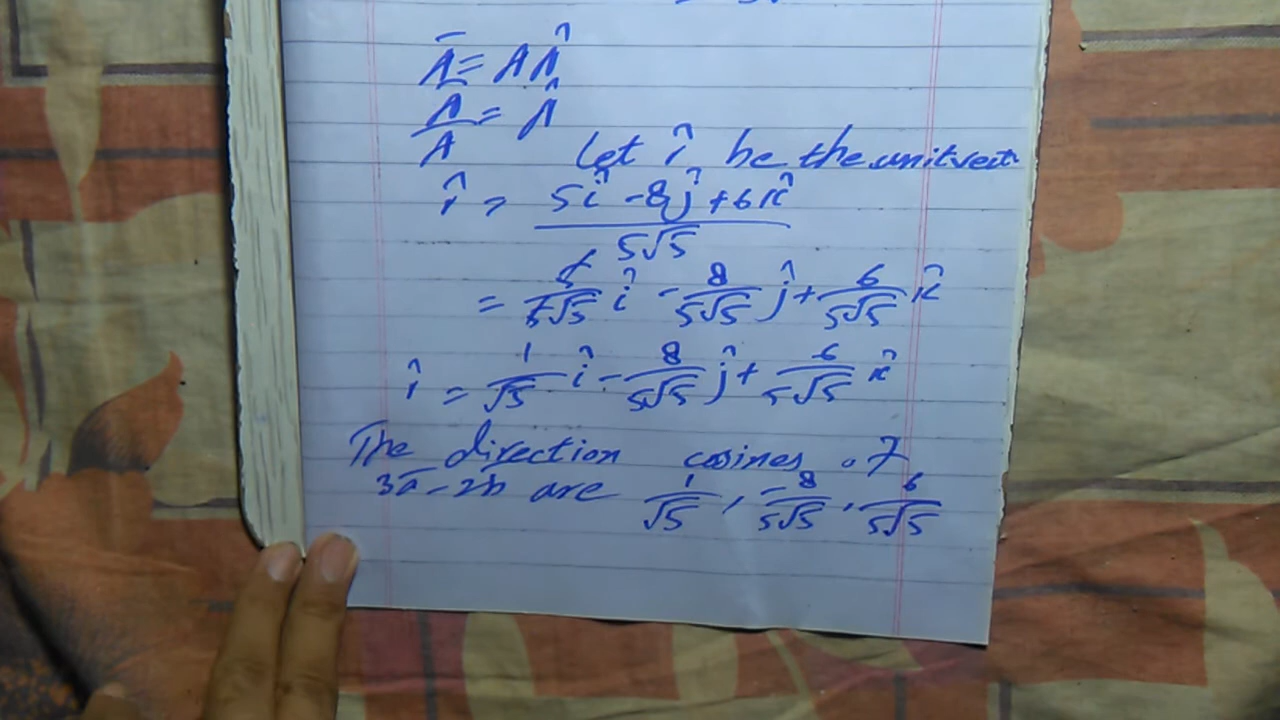 A̅ = A Â
A̅/A = Â
Let r̂ be the unit vect
r̂ = (5î - 8ĵ + 6k̂)/(5√5)
= 5/(5√5) î - 8/(5√5) ĵ + 6/(5√5) k̂
r̂ = 1/√5 î - 8/(5√5) ĵ + 6/(5√5) k̂
The direction cosines of
3a̅ - 2b̅ are 1/√5, -8/(5√5), 6/(5√5)